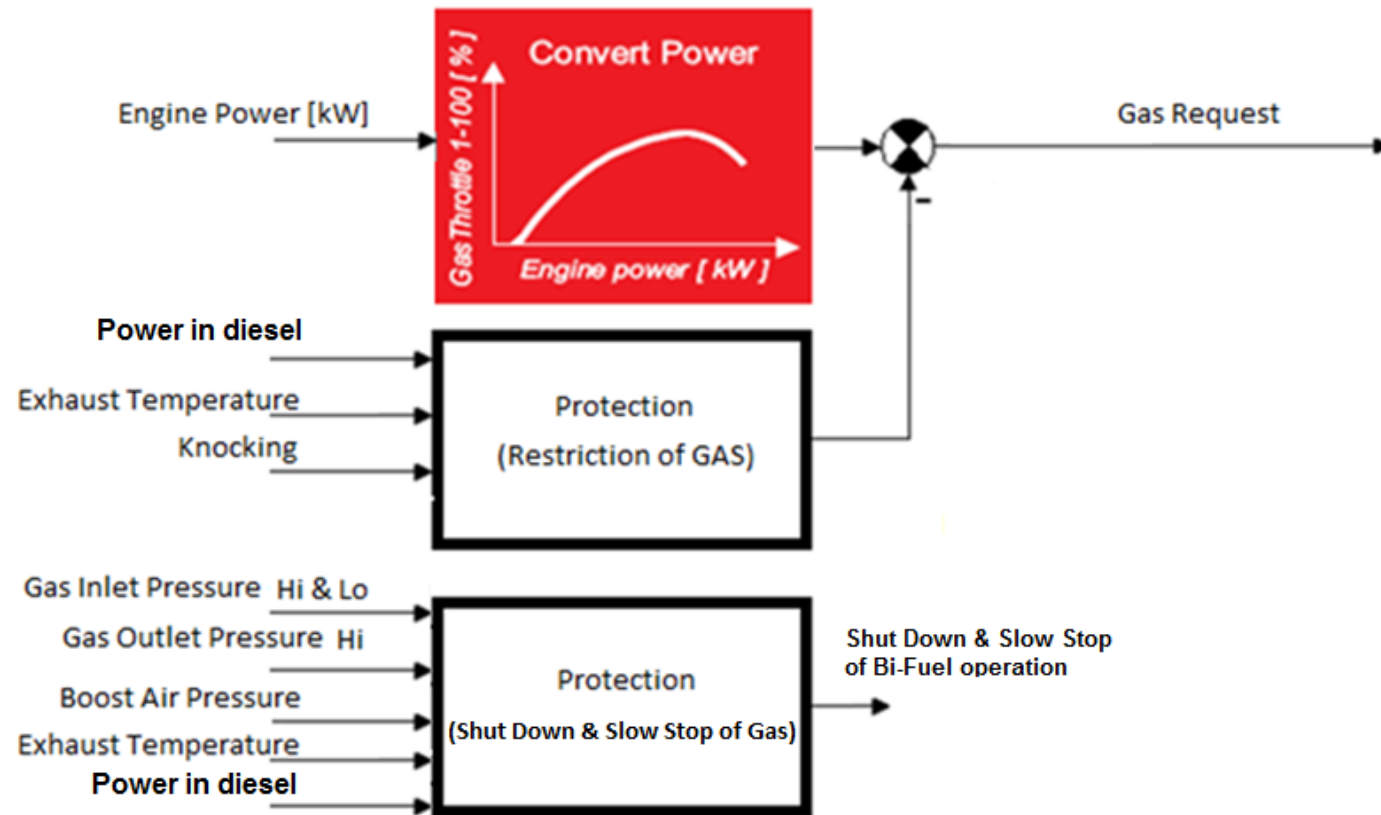 Convert Power
Gas Throttle 1-100 [ % ]
Engine power [ kW ]
Engine Power [kW]
Gas Request
-
Power in diesel
Exhaust Temperature
Knocking
Protection
(Restriction of GAS)
Gas Inlet Pressure Hi & Lo
Gas Outlet Pressure Hi
Boost Air Pressure
Exhaust Temperature
Power in diesel
Protection
(Shut Down & Slow Stop of Gas)
Shut Down & Slow Stop
of Bi-Fuel operation